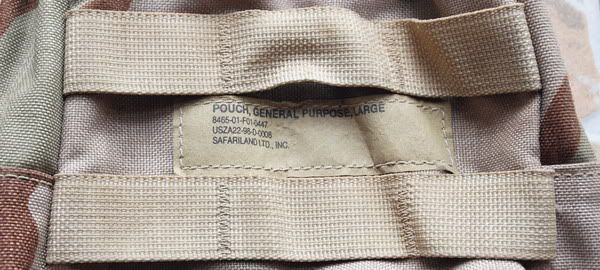 POUCH, GENERAL PURPOSE, LARGE
8465-01-F01-0447
USZA22-98-D-0008
SAFARILAND LTD., INC.